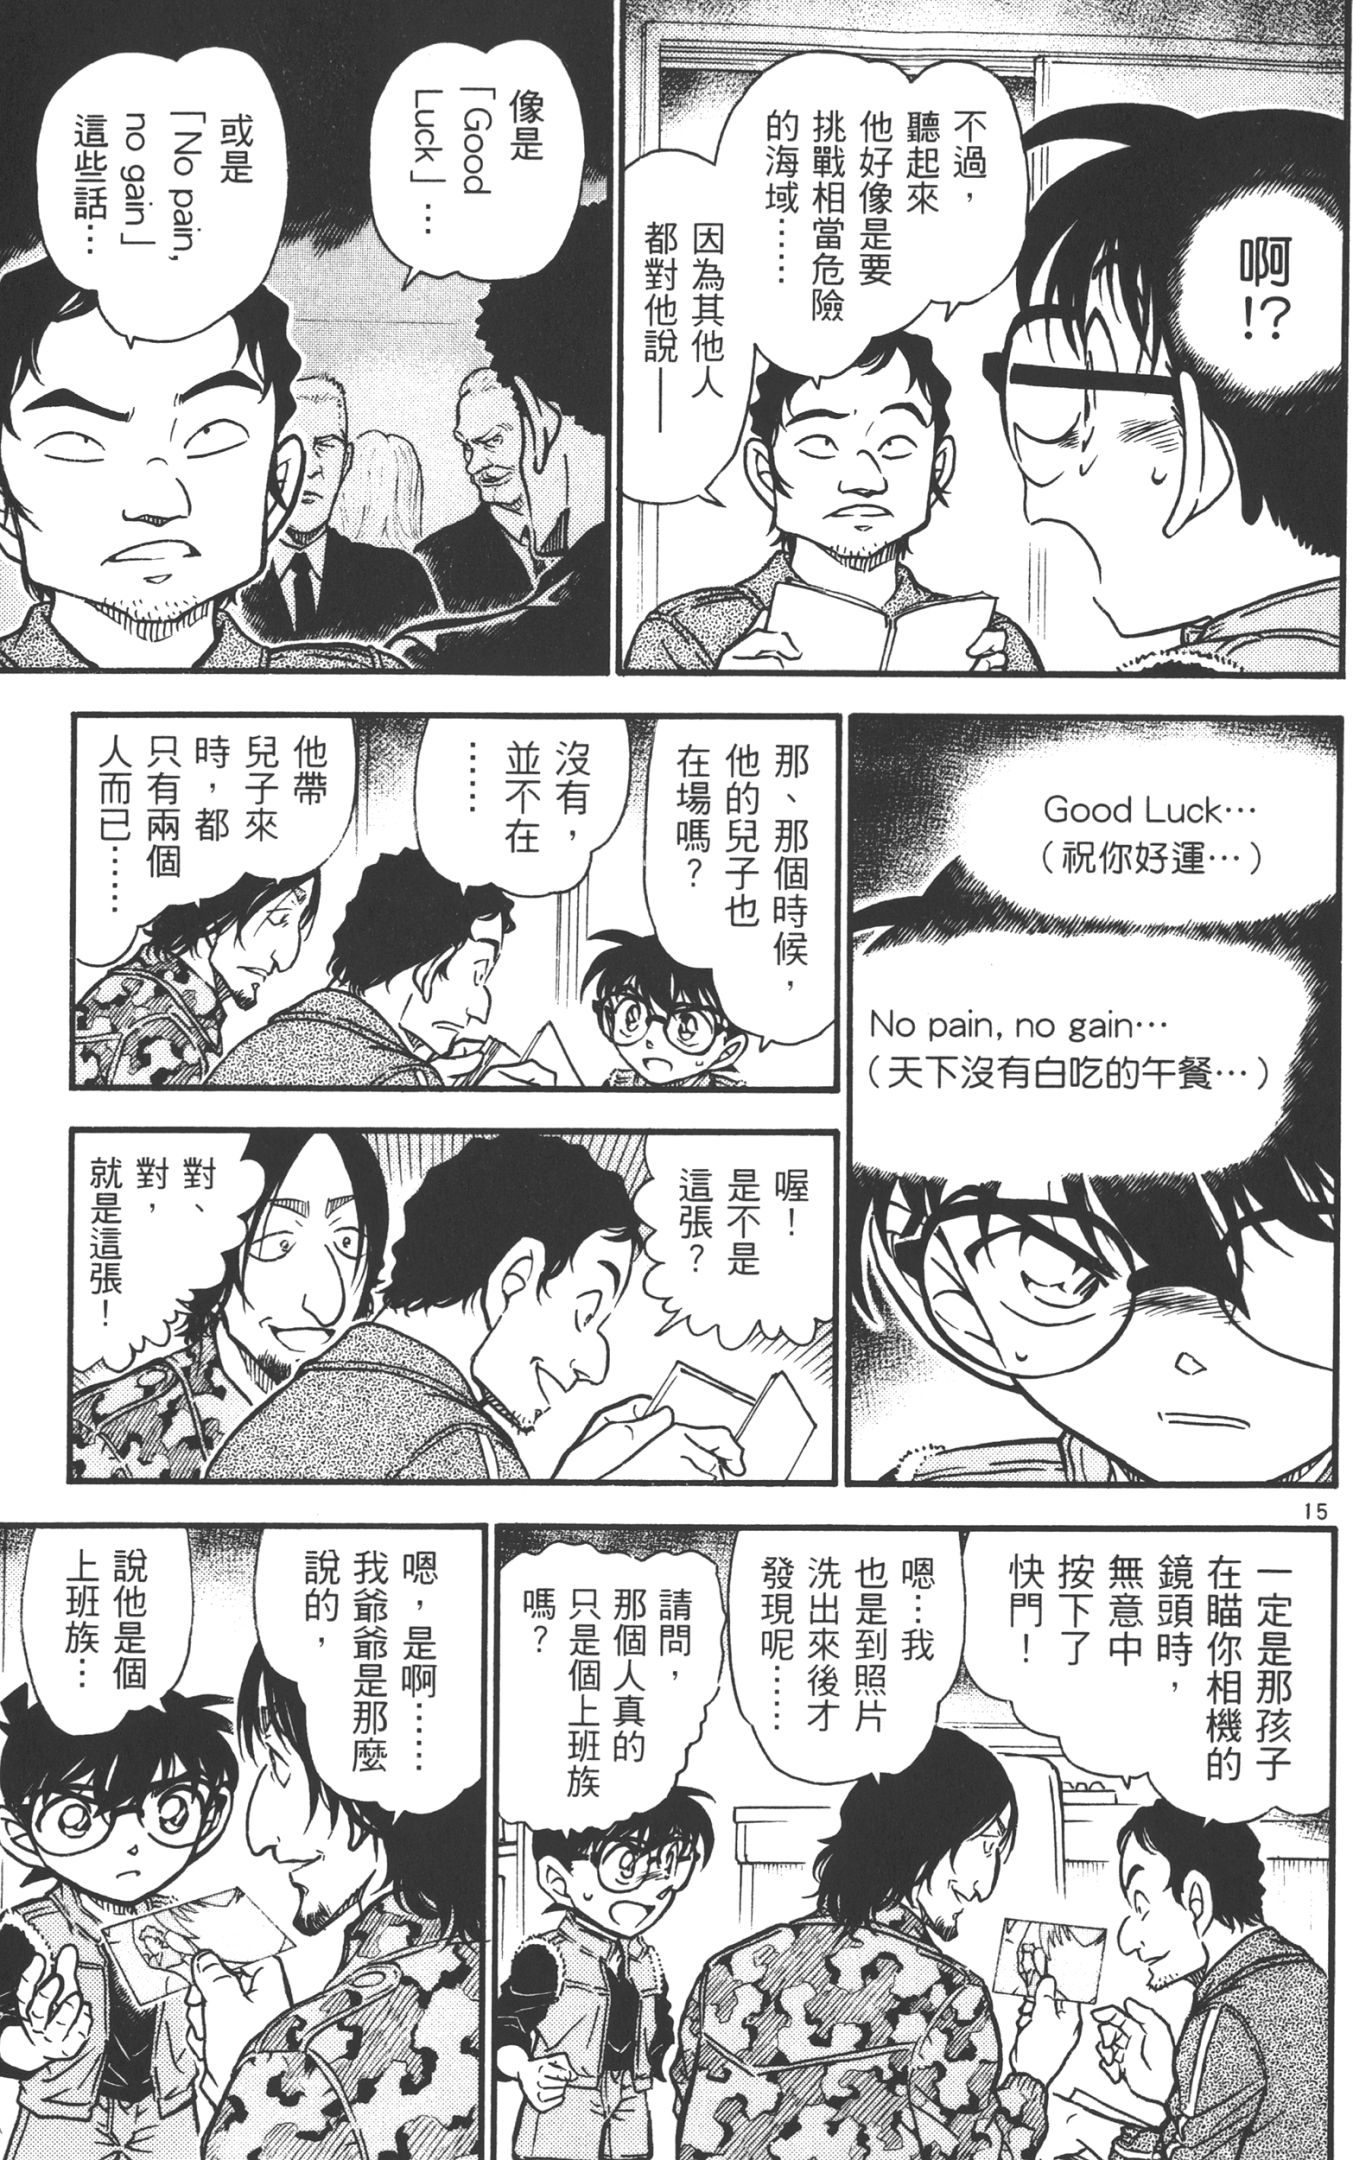 啊!?
不過，
聽起來
他好像是要
挑戰相當危險
的海域……
因為其他人
都對他說——
像是
「Good
Luck」…
或是
「No pain,
no gain」
這些話…
Good Luck…
（祝你好運…）
No pain, no gain…
（天下沒有白吃的午餐…）
那、那個時候，
他的兒子也
在場嗎？
沒有，
並不在
……
他帶
兒子來
時，都
只有兩個
人而已……
喔！
是不是
這張？
對、
對，
就是這張！
15
一定是那孩子
在瞄你相機的
鏡頭時，
無意中
按下了
快門！
嗯…我
也是到照片
洗出來後才
發現呢……
請問，
那個人真的
只是個上班族
嗎？
嗯，是啊……
我爺爺是那麼
說的，
說他是個
上班族…